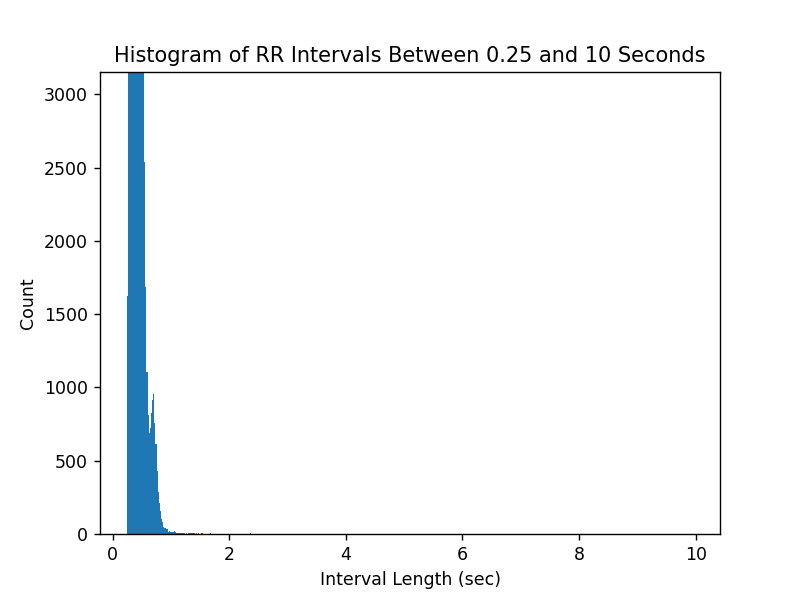 Histogram of RR Intervals Between 0.25 and 10 Seconds
3000
2500
2000
1500
1000
500
0
Count
0 2 4 6 8 10
Interval Length (sec)